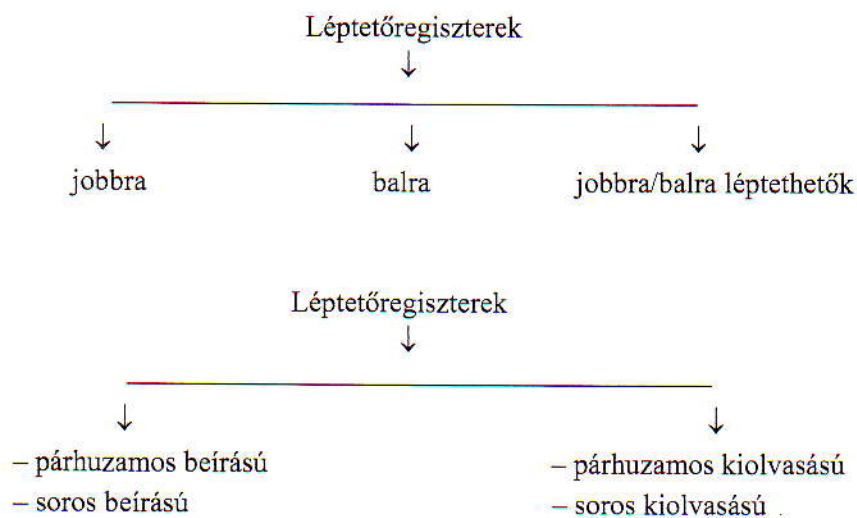 Léptetőregiszterek
jobbra balra jobbra/balra léptethetők
Léptetőregiszterek
– párhuzamos beírású – párhuzamos kiolvasású
– soros beírású – soros kiolvasású